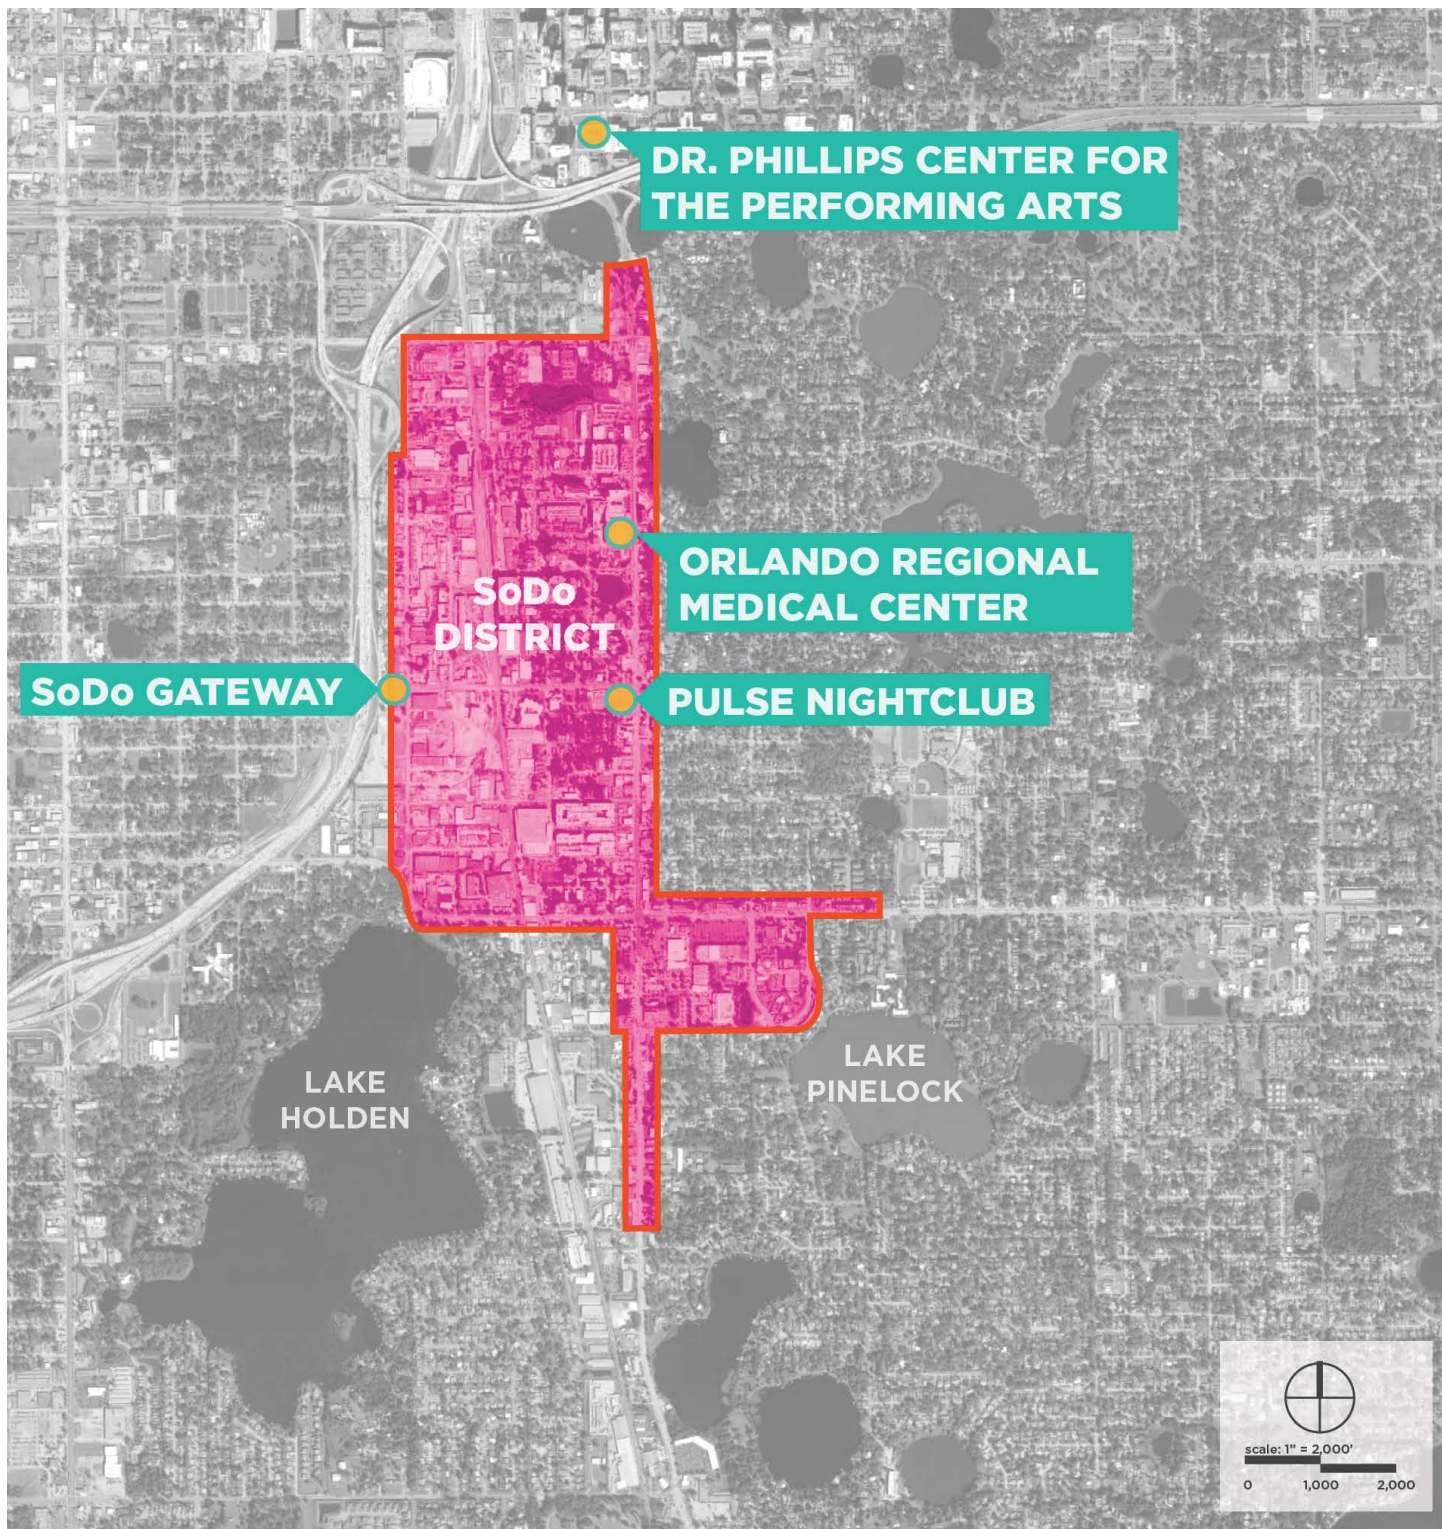 DR. PHILLIPS CENTER FOR
THE PERFORMING ARTS
ORLANDO REGIONAL
MEDICAL CENTER
SoDo
DISTRICT
SoDo GATEWAY
PULSE NIGHTCLUB
LAKE
HOLDEN
LAKE
PINELOCK
scale: 1" = 2,000'
0 1,000 2,000